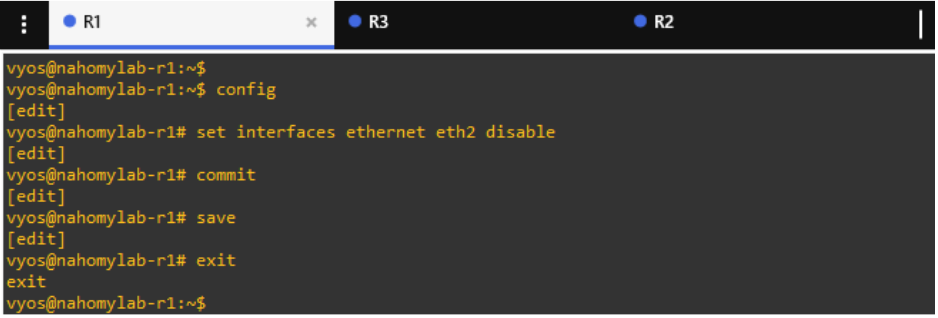 R1 × R3 R2
vyos@nahomylab-r1:~$
vyos@nahomylab-r1:~$ config
[edit]
vyos@nahomylab-r1# set interfaces ethernet eth2 disable
[edit]
vyos@nahomylab-r1# commit
[edit]
vyos@nahomylab-r1# save
[edit]
vyos@nahomylab-r1# exit
exit
vyos@nahomylab-r1:~$